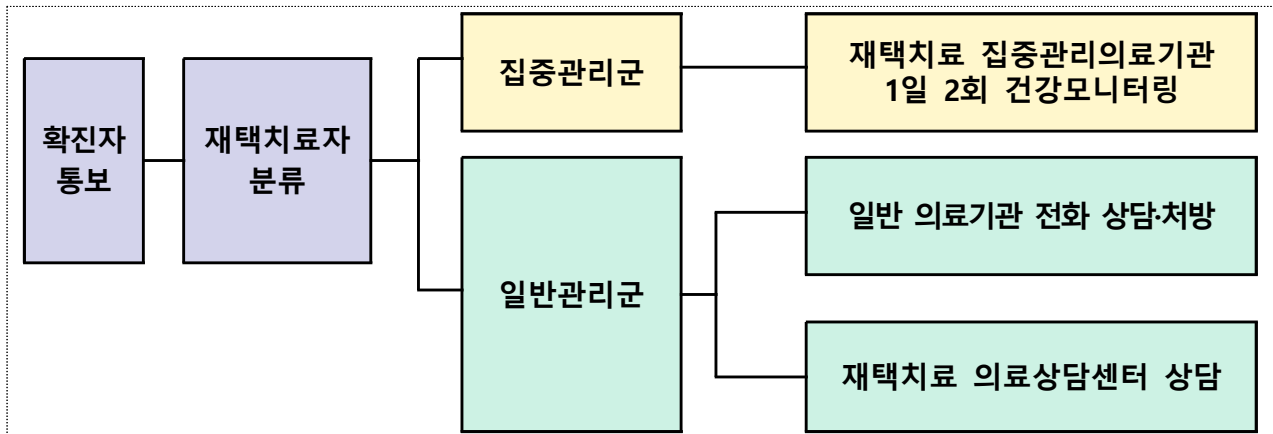 확진자
통보
재택치료자
분류
집중관리군
재택치료 집중관리의료기관
1일 2회 건강모니터링
일반관리군
일반 의료기관 전화 상담·처방
재택치료 의료상담센터 상담